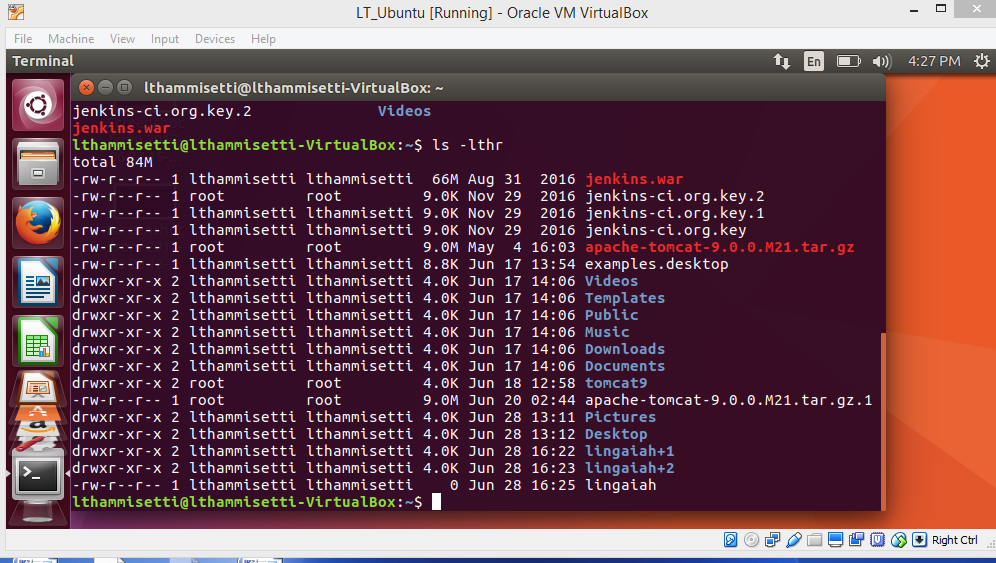 LT_Ubuntu [Running] - Oracle VM VirtualBox
File Machine View Input Devices Help
Terminal En 4:27 PM
lthammisetti@lthammisetti-VirtualBox: ~
jenkins-ci.org.key.2 Videos
jenkins.war
lthammisetti@lthammisetti-VirtualBox:~$ ls -lthr
total 84M
-rw-r--r-- 1 lthammisetti lthammisetti 66M Aug 31 2016 jenkins.war
-rw-r--r-- 1 root root 9.0K Nov 29 2016 jenkins-ci.org.key.2
-rw-r--r-- 1 lthammisetti lthammisetti 9.0K Nov 29 2016 jenkins-ci.org.key.1
-rw-r--r-- 1 lthammisetti lthammisetti 9.0K Nov 29 2016 jenkins-ci.org.key
-rw-r--r-- 1 root root 9.0M May 4 16:03 apache-tomcat-9.0.0.M21.tar.gz
-rw-r--r-- 1 lthammisetti lthammisetti 8.8K Jun 17 13:54 examples.desktop
drwxr-xr-x 2 lthammisetti lthammisetti 4.0K Jun 17 14:06 Videos
drwxr-xr-x 2 lthammisetti lthammisetti 4.0K Jun 17 14:06 Templates
drwxr-xr-x 2 lthammisetti lthammisetti 4.0K Jun 17 14:06 Public
drwxr-xr-x 2 lthammisetti lthammisetti 4.0K Jun 17 14:06 Music
drwxr-xr-x 2 lthammisetti lthammisetti 4.0K Jun 17 14:06 Downloads
drwxr-xr-x 2 lthammisetti lthammisetti 4.0K Jun 17 14:06 Documents
drwxr-xr-x 2 root root 4.0K Jun 18 12:58 tomcat9
-rw-r--r-- 1 root root 9.0M Jun 20 02:44 apache-tomcat-9.0.0.M21.tar.gz.1
drwxr-xr-x 2 lthammisetti lthammisetti 4.0K Jun 28 13:11 Pictures
drwxr-xr-x 2 lthammisetti lthammisetti 4.0K Jun 28 13:12 Desktop
drwxr-xr-x 2 lthammisetti lthammisetti 4.0K Jun 28 16:22 lingaiah+1
drwxr-xr-x 2 lthammisetti lthammisetti 4.0K Jun 28 16:23 lingaiah+2
-rw-r--r-- 1 lthammisetti lthammisetti 0 Jun 28 16:25 lingaiah
lthammisetti@lthammisetti-VirtualBox:~$
Right Ctrl